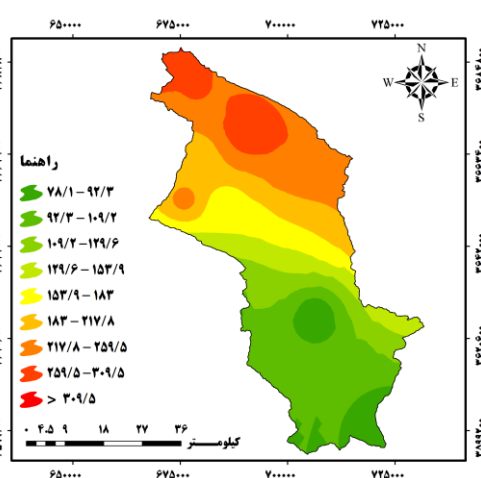 ۶۵۰۰۰۰ ۶۷۵۰۰۰ ۷۰۰۰۰۰ ۷۲۵۰۰۰
N
W E
S
راهنما
۷۸/۱ – ۹۲/۳
۹۲/۳ – ۱۰۹/۲
۱۰۹/۲ – ۱۲۹/۶
۱۲۹/۶ – ۱۵۳/۹
۱۵۳/۹ – ۱۸۳
۱۸۳ – ۲۱۷/۸
۲۱۷/۸ – ۲۵۹/۵
۲۵۹/۵ – ۳۰۹/۵
> ۳۰۹/۵
۰ ۴.۵ ۹ ۱۸ ۲۷ ۳۶
کیلومتر
۶۵۰۰۰۰ ۶۷۵۰۰۰ ۷۰۰۰۰۰ ۷۲۵۰۰۰